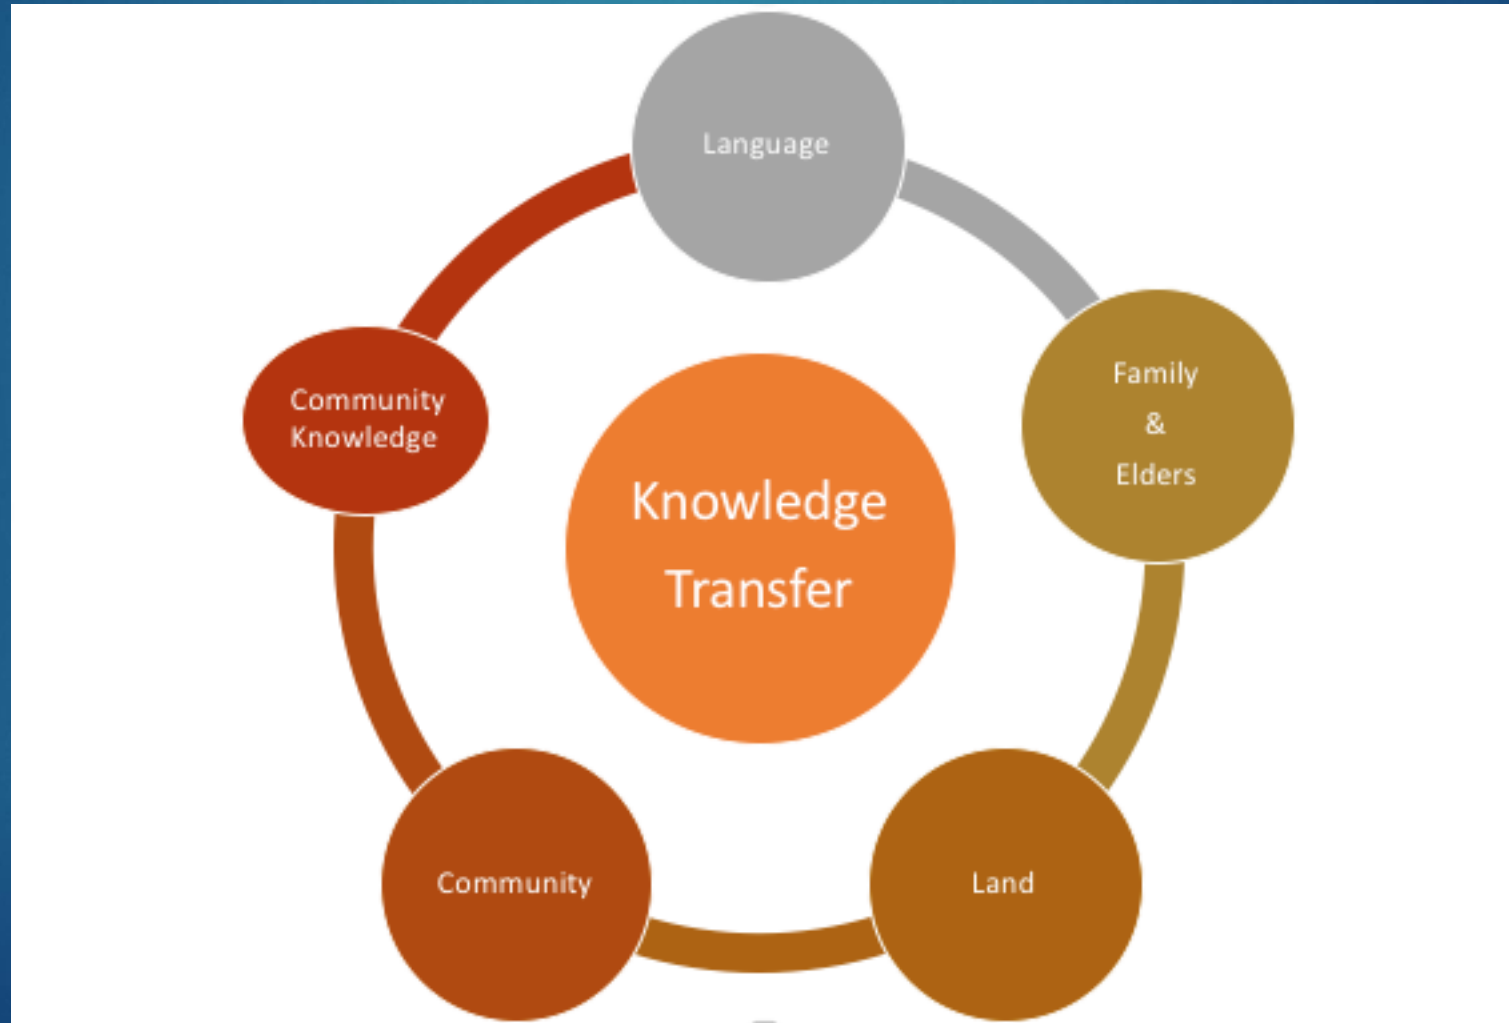 Language
Family
&
Elders
Community
Knowledge
Knowledge
Transfer
Community
Land